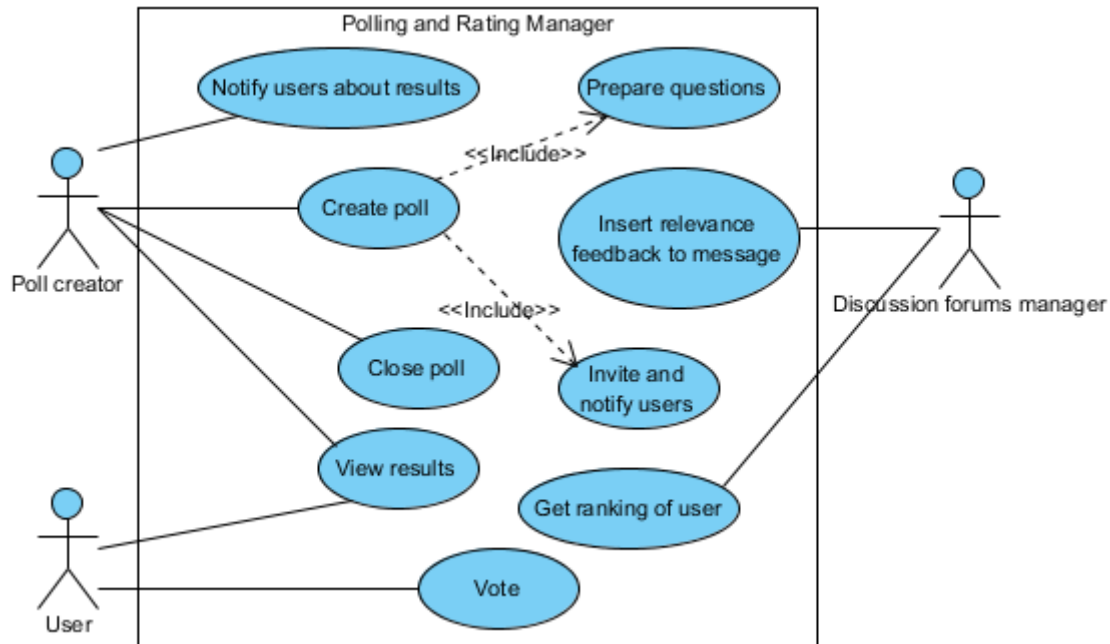 Polling and Rating Manager
Notify users about results
Prepare questions
<<Include>>
Create poll
Insert relevance
feedback to message
Poll creator
Discussion forums manager
<<Include>>
Close poll
Invite and
notify users
View results
Get ranking of user
Vote
User